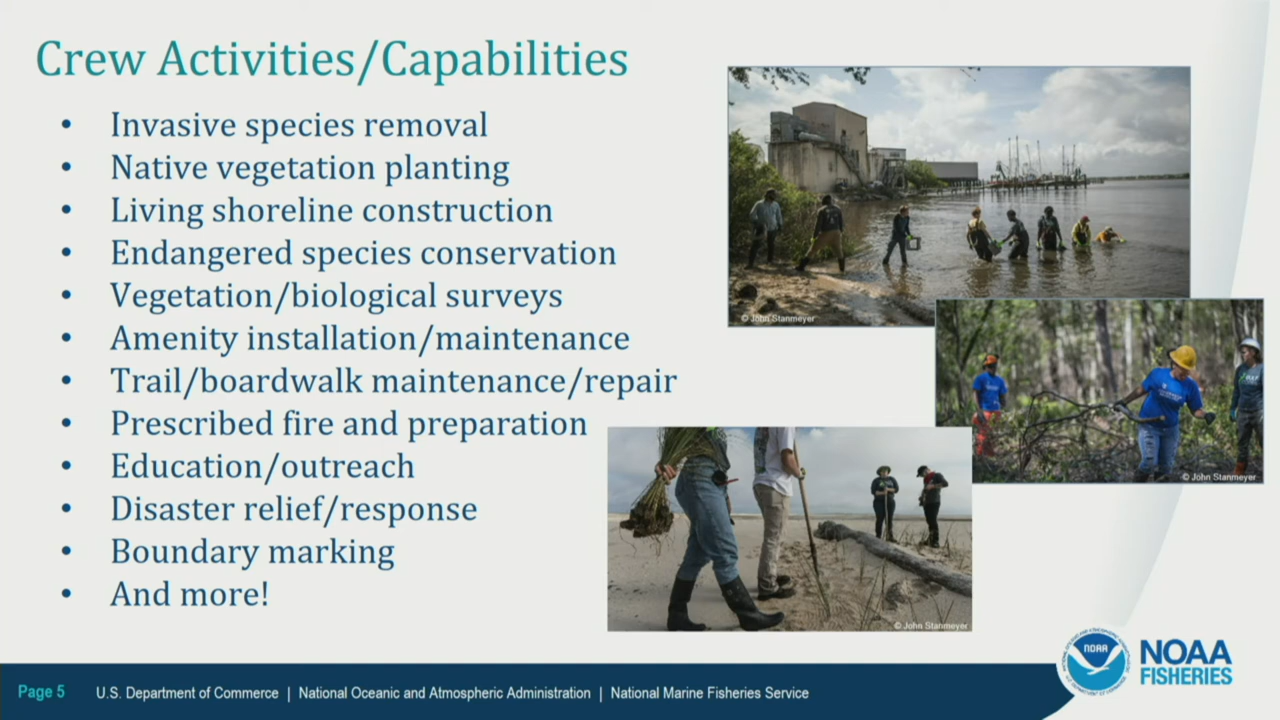 Crew Activities/Capabilities
• Invasive species removal
• Native vegetation planting
• Living shoreline construction
• Endangered species conservation
• Vegetation/biological surveys
• Amenity installation/maintenance
• Trail/boardwalk maintenance/repair
• Prescribed fire and preparation
• Education/outreach
• Disaster relief/response
• Boundary marking
• And more!
© John Stanmeyer
© John Stanmeyer
© John Stanmeyer
NOAA
NOAA
FISHERIES
Page 5 U.S. Department of Commerce | National Oceanic and Atmospheric Administration | National Marine Fisheries Service